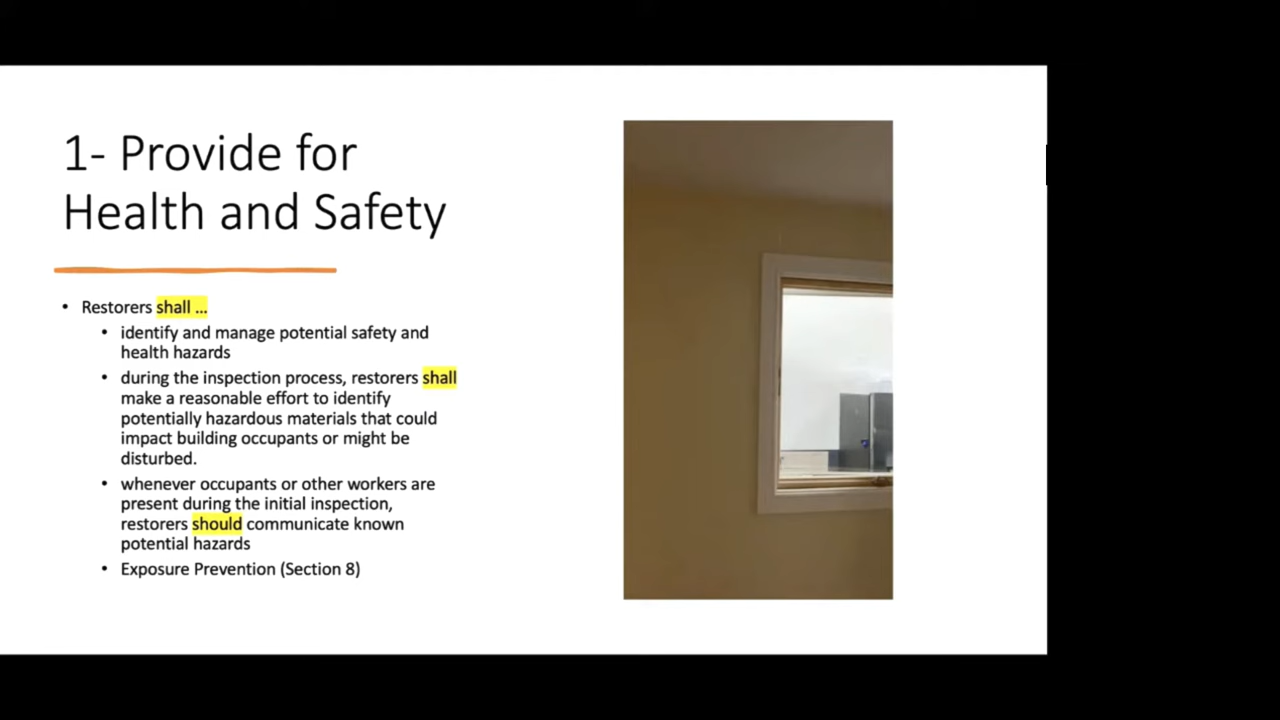 1- Provide for
Health and Safety
• Restorers shall ...
• identify and manage potential safety and
health hazards
• during the inspection process, restorers shall
make a reasonable effort to identify
potentially hazardous materials that could
impact building occupants or might be
disturbed.
• whenever occupants or other workers are
present during the initial inspection,
restorers should communicate known
potential hazards
• Exposure Prevention (Section 8)